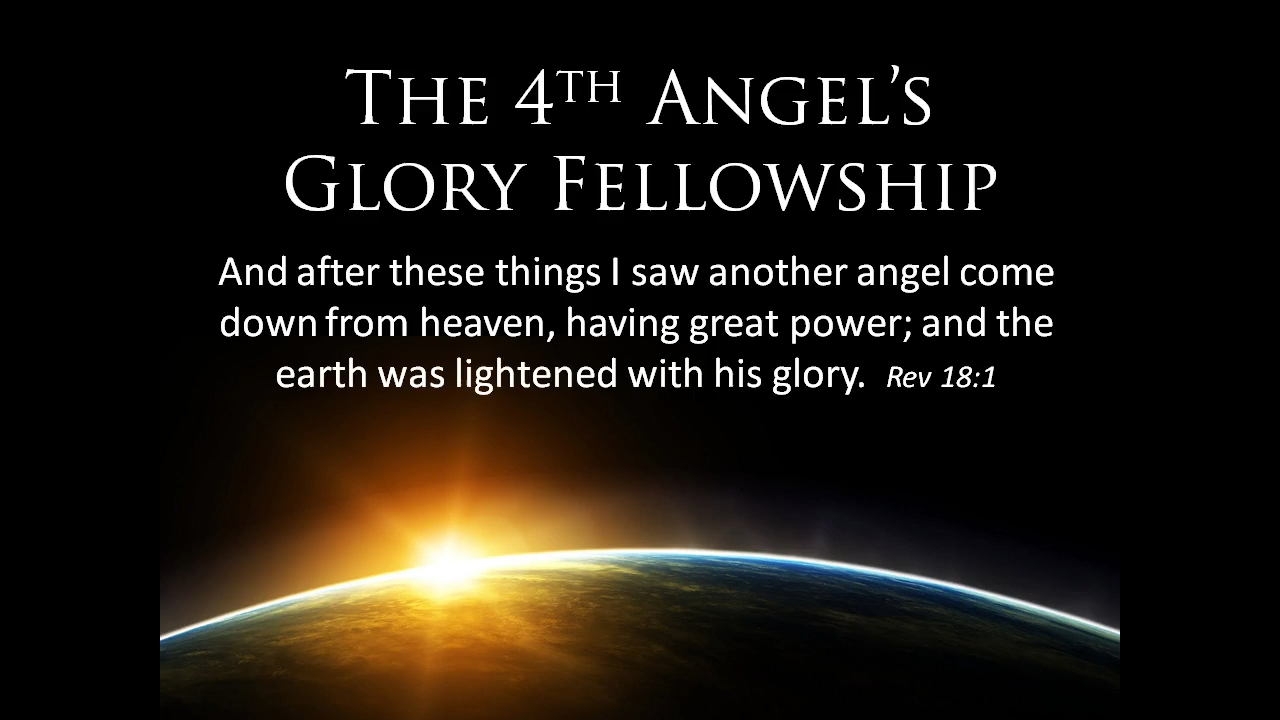 THE 4TH ANGEL’S
GLORY FELLOWSHIP
And after these things I saw another angel come
down from heaven, having great power; and the
earth was lightened with his glory. Rev 18:1